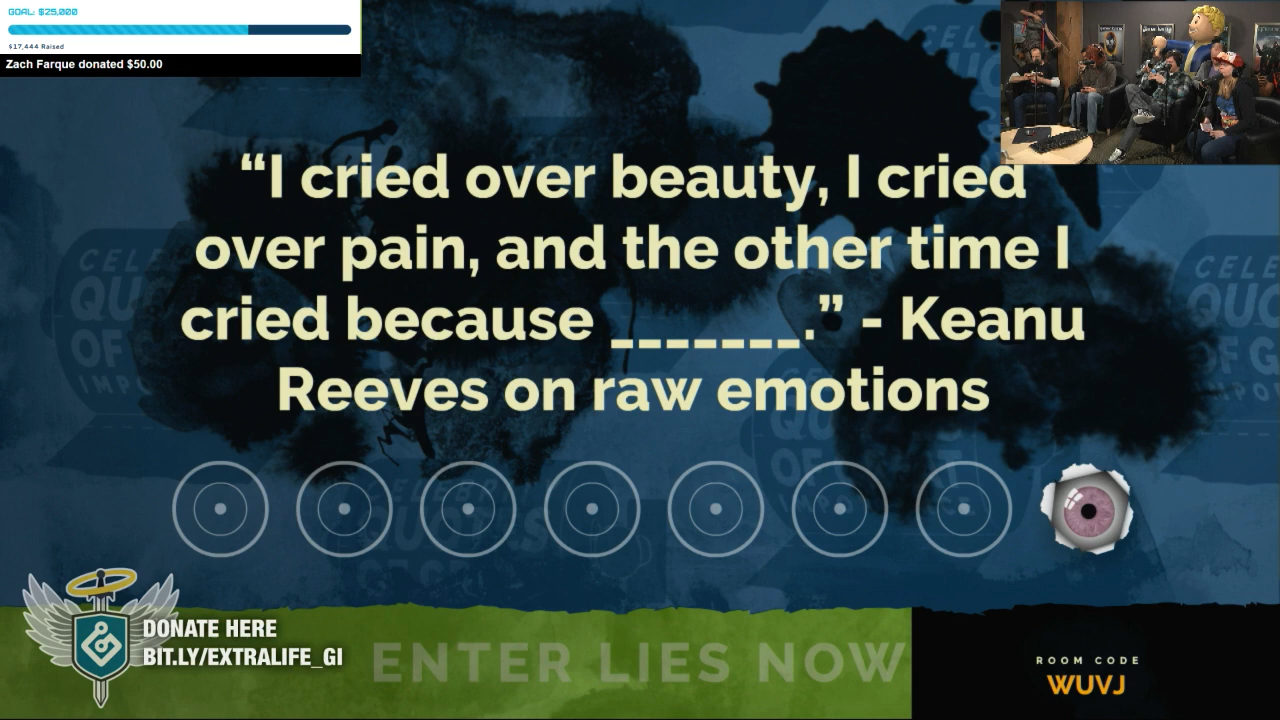 GOAL: $25,000
$17,444 Raised
Zach Farque donated $50.00
“I cried over beauty, I cried
over pain, and the other time I
cried because _______.” - Keanu
Reeves on raw emotions
DONATE HERE
BIT.LY/EXTRALIFE_GI
ENTER LIES NOW
ROOM CODE
WUVJ